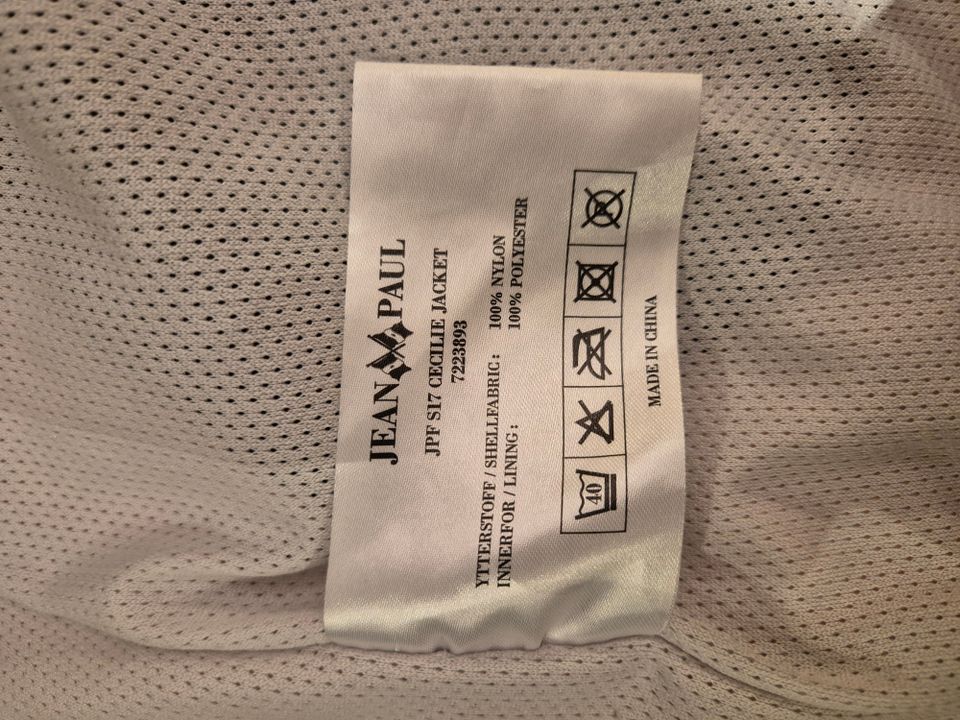 JEAN PAUL
JPF S17 CECILIE JACKET
7223893
YTTERSTOFF / SHELLFABRIC: 100% NYLON
INNERFOR / LINING: 100% POLYESTER
40
MADE IN CHINA